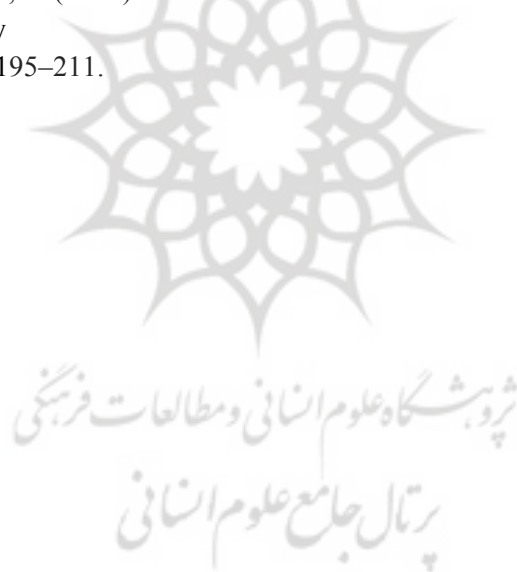 y
195–211.
پژوهشگاه علوم انسانی و مطالعات فرهنگی
پرتال جامع علوم انسانی